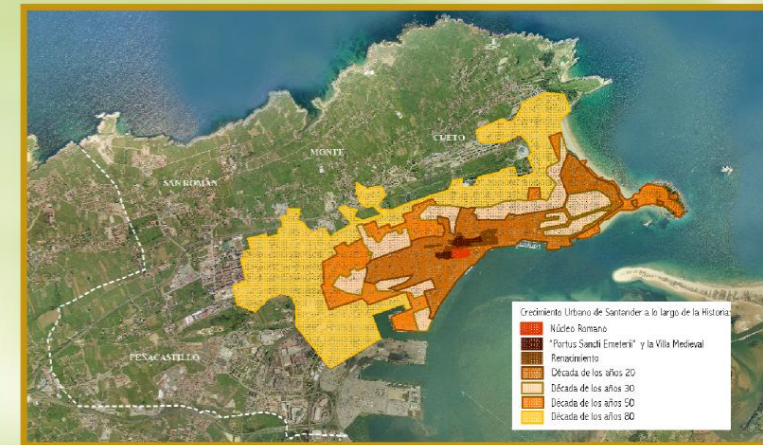 CUETO
MONTE
SAN ROMÁN
PEÑACASTILLO
Crecimiento Urbano de Santander a lo largo de la Historia:
Núcleo Romano
"Portus Sancti Emeterii" y la Villa Medieval
Renacimiento
Década de los años 20
Década de los años 30
Década de los años 50
Década de los años 80